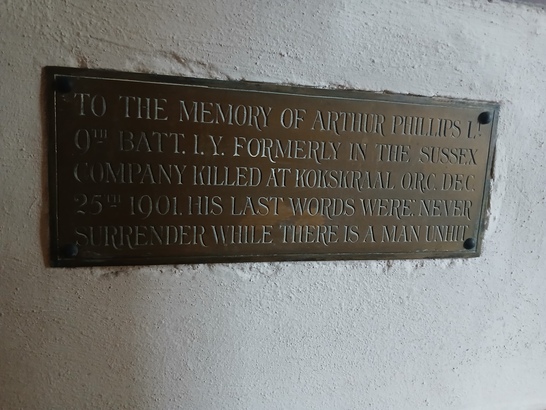 TO THE MEMORY OF ARTHUR PHILLIPS Lt
9TH BATT. I.Y. FORMERLY IN THE SUSSEX
COMPANY KILLED AT KOKSKRAAL O.R.C. DEC.
25TH 1901. HIS LAST WORDS WERE: NEVER
SURRENDER WHILE THERE IS A MAN UNHIT